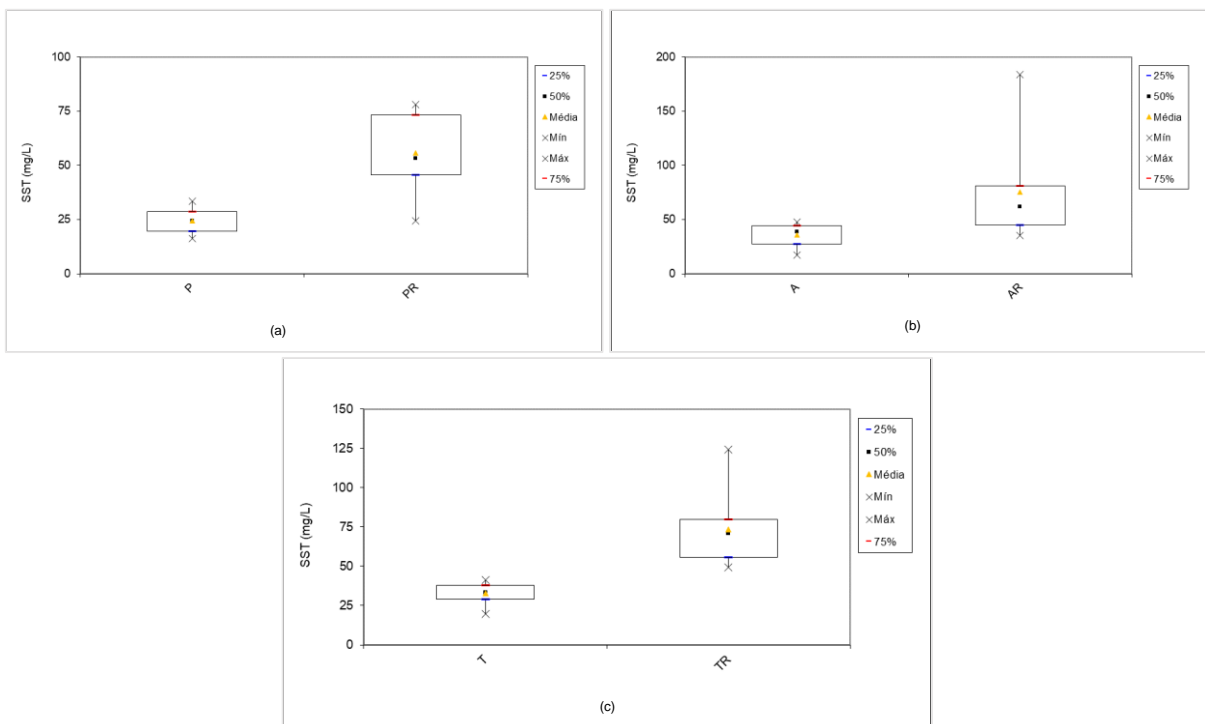 100
75
50
25
0
SST (mg/L)
P
PR
25%
50%
Média
Mín
Máx
75%
(a)
200
150
100
50
0
SST (mg/L)
A
AR
25%
50%
Média
Mín
Máx
75%
(b)
150
125
100
75
50
25
0
SST (mg/L)
T
TR
25%
50%
Média
Mín
Máx
75%
(c)